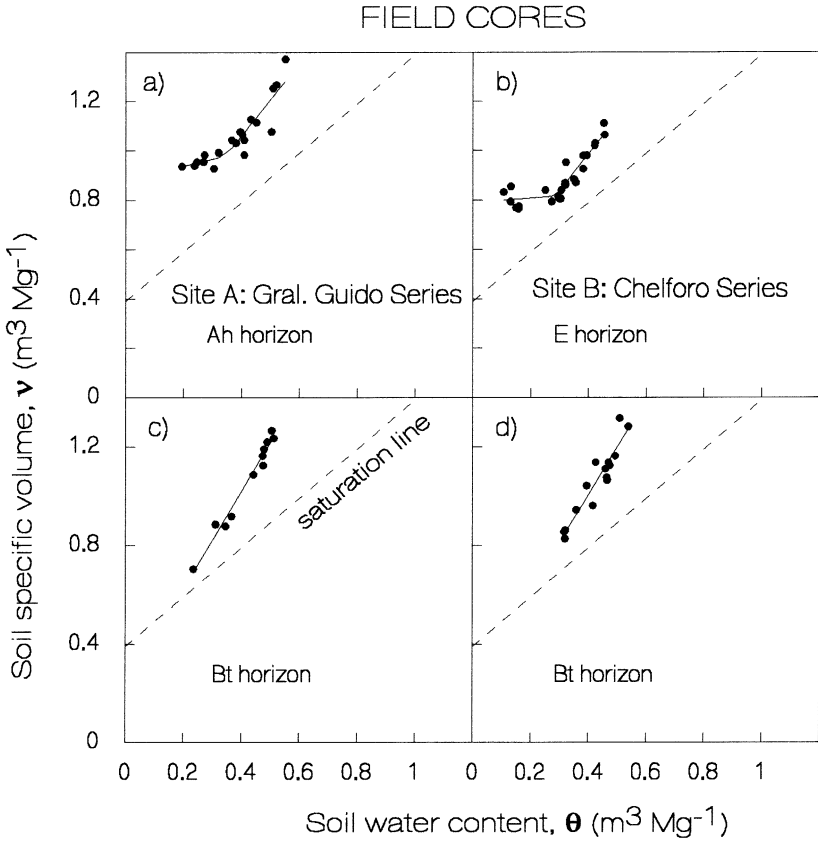 FIELD CORES
a)
b)
1.2
0.8
0.4
0
Site A: Gral. Guido Series
Ah horizon
Site B: Chelforo Series
E horizon
c)
d)
1.2
0.8
0.4
0
saturation line
Bt horizon
Bt horizon
0 0.2 0.4 0.6 0.8 1
0 0.2 0.4 0.6 0.8 1
Soil specific volume, ν (m³ Mg⁻¹)
Soil water content, θ (m³ Mg⁻¹)